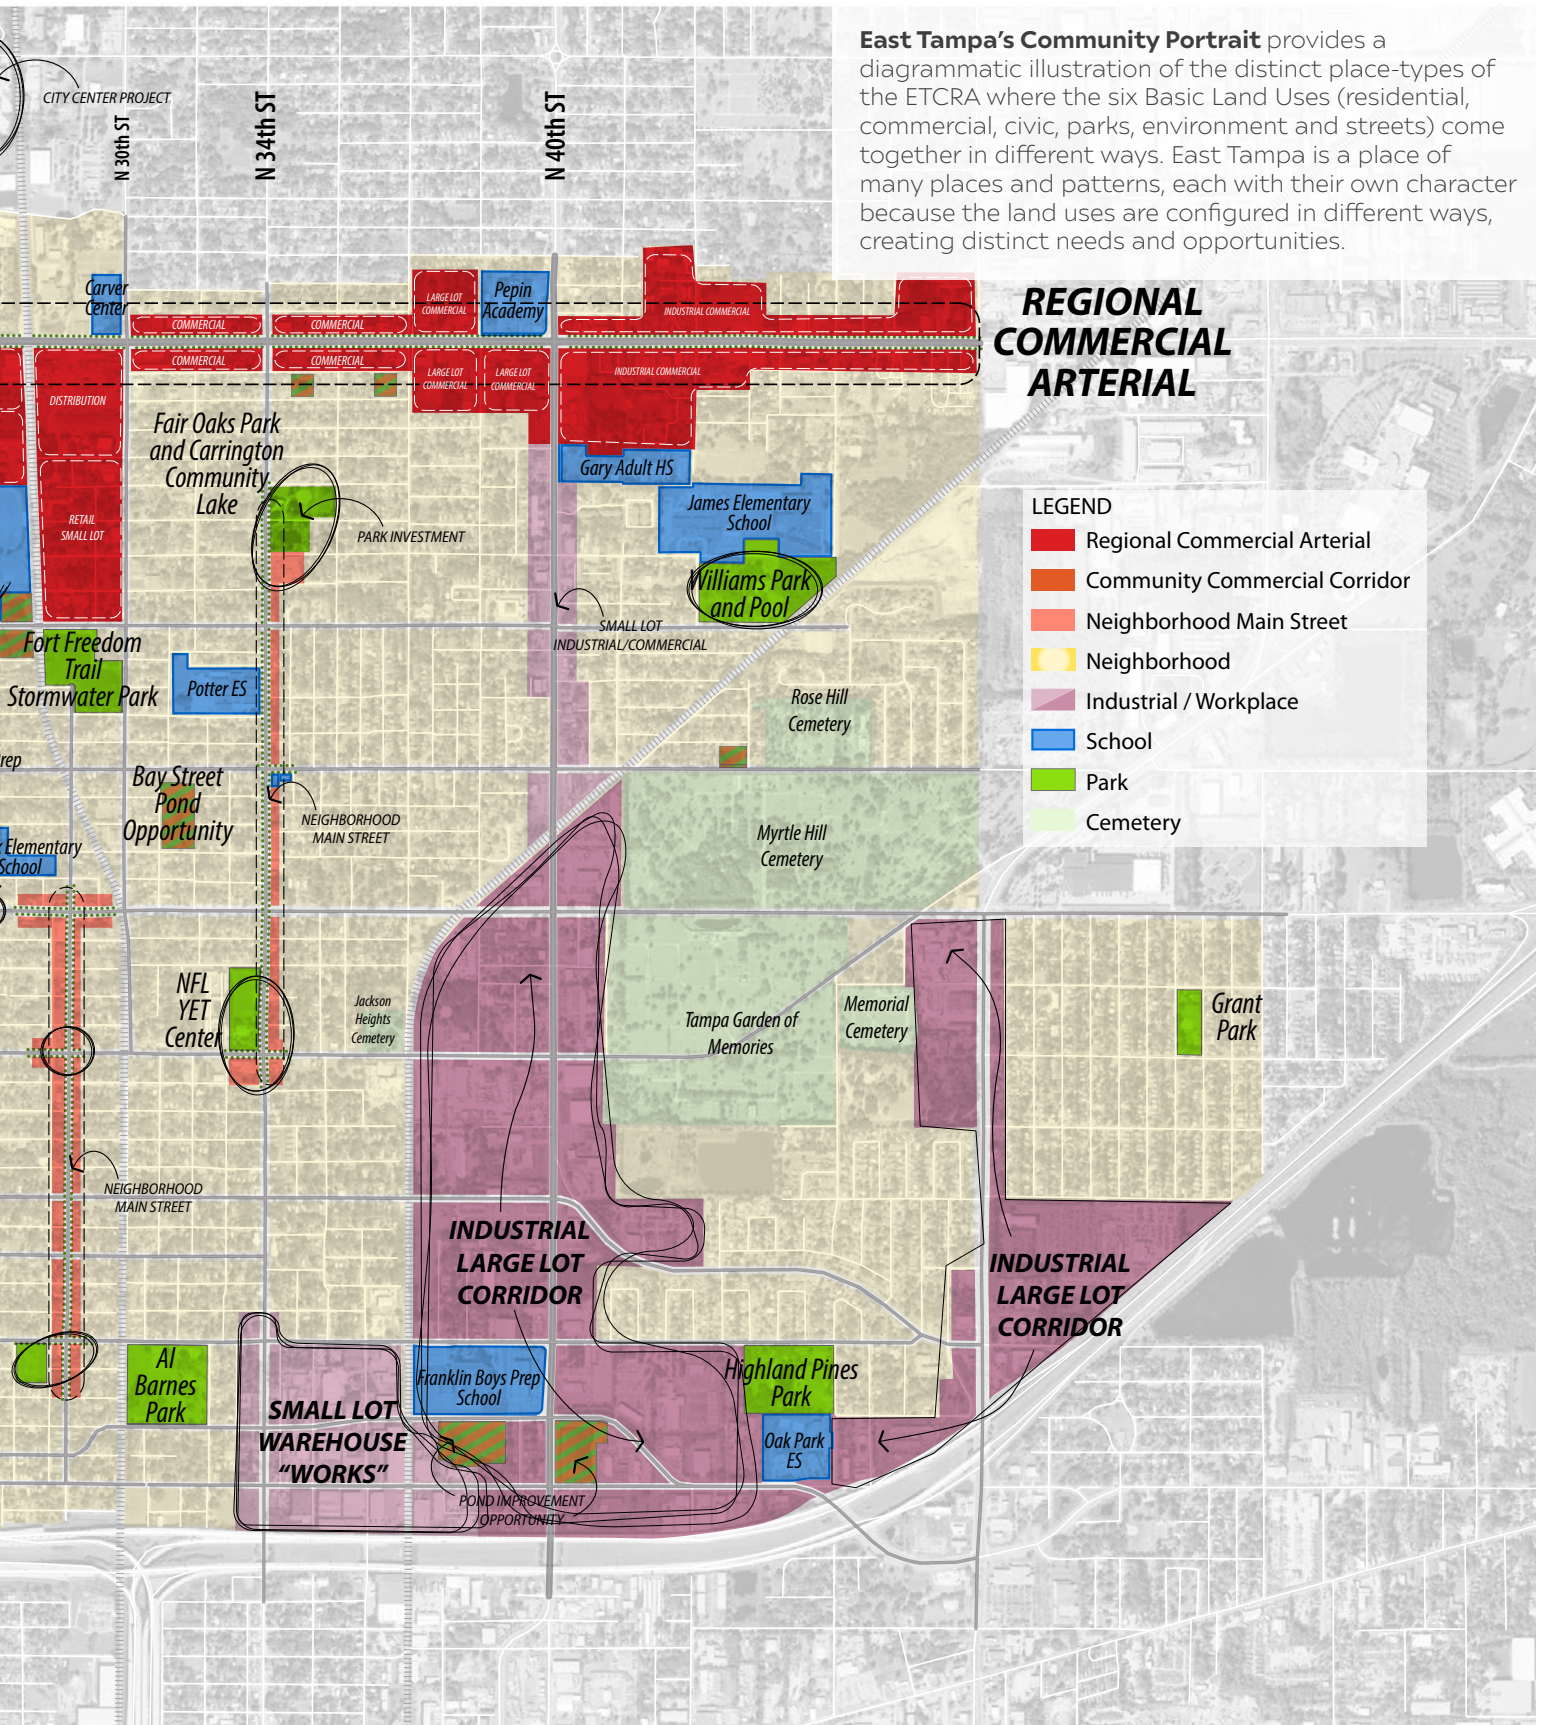 East Tampa's Community Portrait provides a
diagrammatic illustration of the distinct place-types of
the ETCRA where the six Basic Land Uses (residential,
commercial, civic, parks, environment and streets) come
together in different ways. East Tampa is a place of
many places and patterns, each with their own character
because the land uses are configured in different ways,
creating distinct needs and opportunities.
CITY CENTER PROJECT
N 30th ST
N 34th ST
N 40th ST
Carver
Center
COMMERCIAL
COMMERCIAL
LARGE LOT
COMMERCIAL
Pepin
Academy
INDUSTRIAL COMMERCIAL
REGIONAL
COMMERCIAL
ARTERIAL
COMMERCIAL
COMMERCIAL
LARGE LOT
COMMERCIAL
LARGE LOT
COMMERCIAL
INDUSTRIAL COMMERCIAL
DISTRIBUTION
Fair Oaks Park
and Carrington
Community
Lake
Gary Adult HS
RETAIL
SMALL LOT
PARK INVESTMENT
James Elementary
School
Williams Park
and Pool
LEGEND
Regional Commercial Arterial
Community Commercial Corridor
Neighborhood Main Street
Neighborhood
Industrial / Workplace
School
Park
Cemetery
SMALL LOT
INDUSTRIAL/COMMERCIAL
Fort Freedom
Trail
Stormwater Park
Potter ES
Rose Hill
Cemetery
rep
Bay Street
Pond
Opportunity
NEIGHBORHOOD
MAIN STREET
Myrtle Hill
Cemetery
Elementary
School
NFL
YET
Center
Jackson
Heights
Cemetery
Tampa Garden of
Memories
Memorial
Cemetery
Grant
Park
NEIGHBORHOOD
MAIN STREET
INDUSTRIAL
LARGE LOT
CORRIDOR
INDUSTRIAL
LARGE LOT
CORRIDOR
Al
Barnes
Park
Franklin Boys Prep
School
Highland Pines
Park
SMALL LOT
WAREHOUSE
“WORKS”
Oak Park
ES
POND IMPROVEMENT
OPPORTUNITY